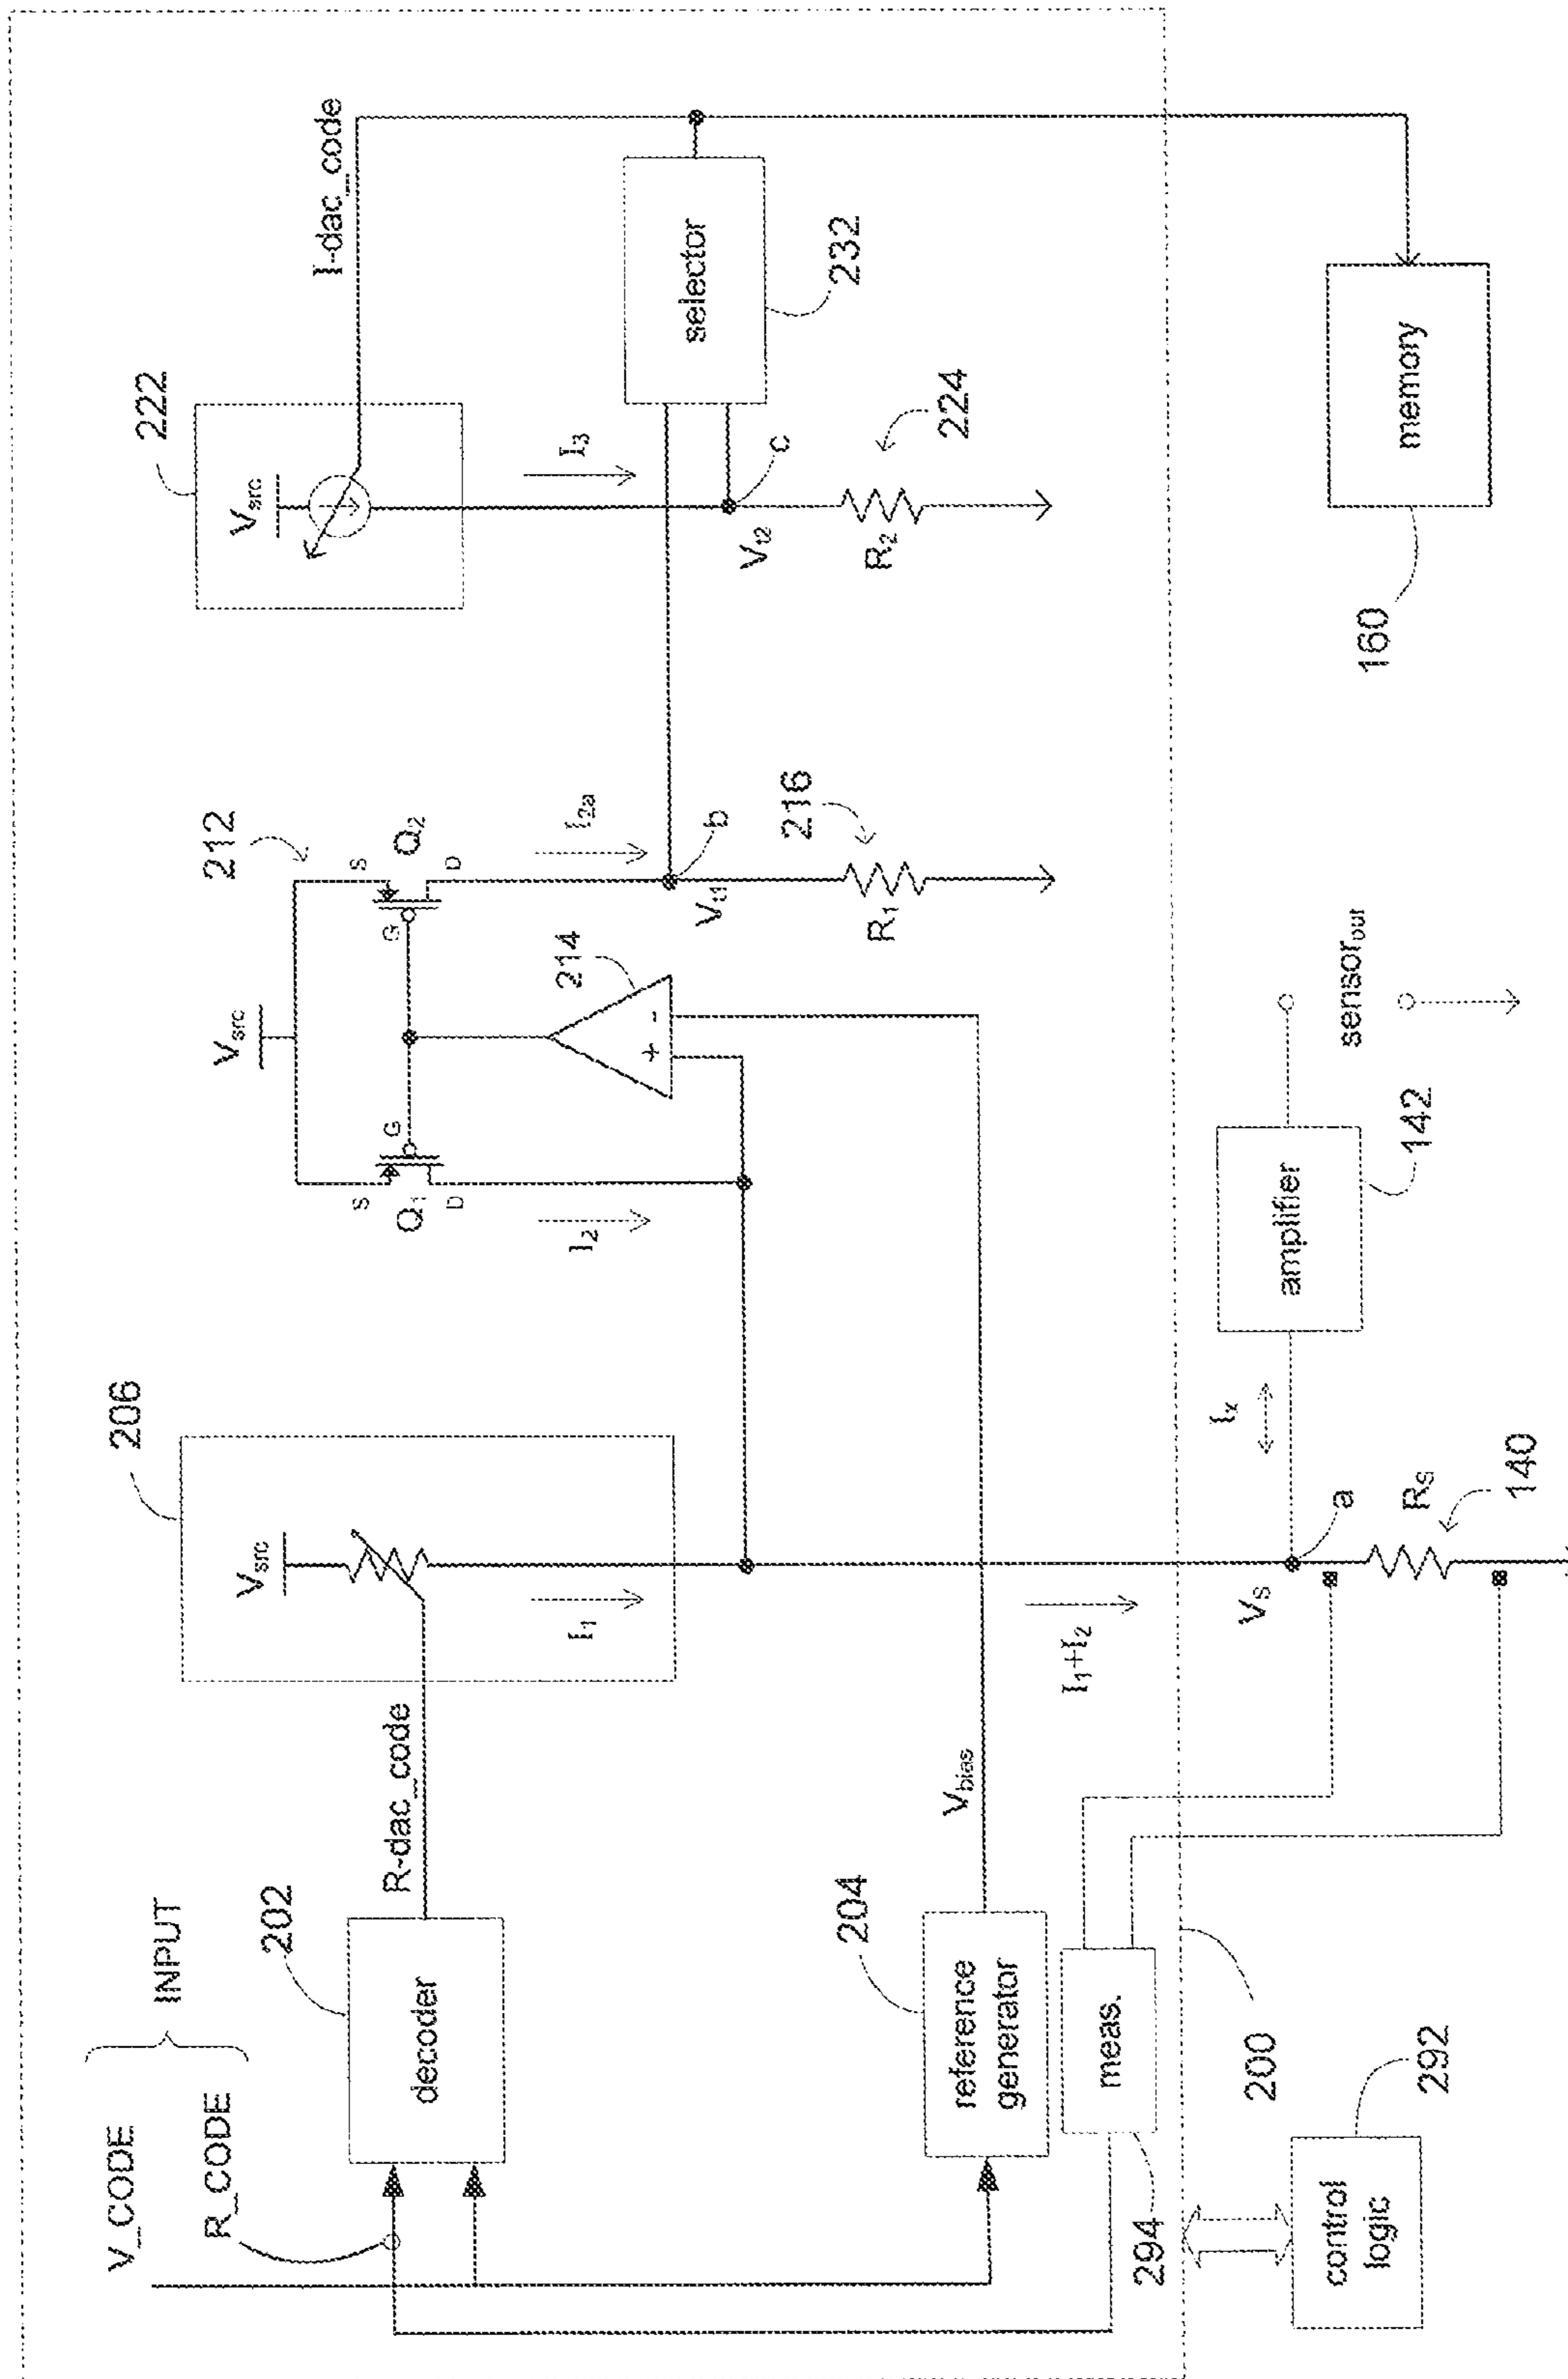 V_CODE
R_CODE
INPUT
202
decoder
R-dac_code
206
Vsrc
I1
212
Vsrc
S
G
D
Q1
I2
S
G
D
Q2
I2a
214
+
-
b
Vt1
R1
216
222
Vsrc
I3
I-dac_code
selector
232
c
Vt2
R2
224
204
reference
generator
Vbias
294
meas.
I1+I2
200
control
logic
292
VS
a
RS
140
Ix
amplifier
142
sensorout
memory
160